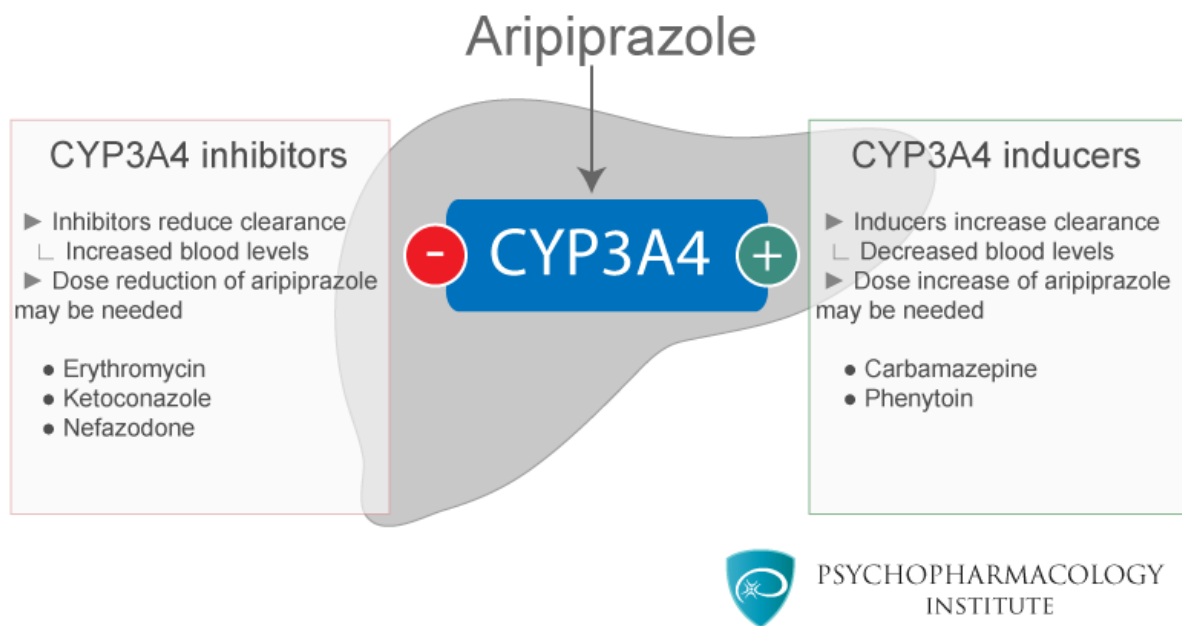 Aripiprazole
CYP3A4 inhibitors
► Inhibitors reduce clearance
∟ Increased blood levels
► Dose reduction of aripiprazole
may be needed
● Erythromycin
● Ketoconazole
● Nefazodone
- CYP3A4 +
CYP3A4 inducers
► Inducers increase clearance
∟ Decreased blood levels
► Dose increase of aripiprazole
may be needed
● Carbamazepine
● Phenytoin
PSYCHOPHARMACOLOGY
INSTITUTE